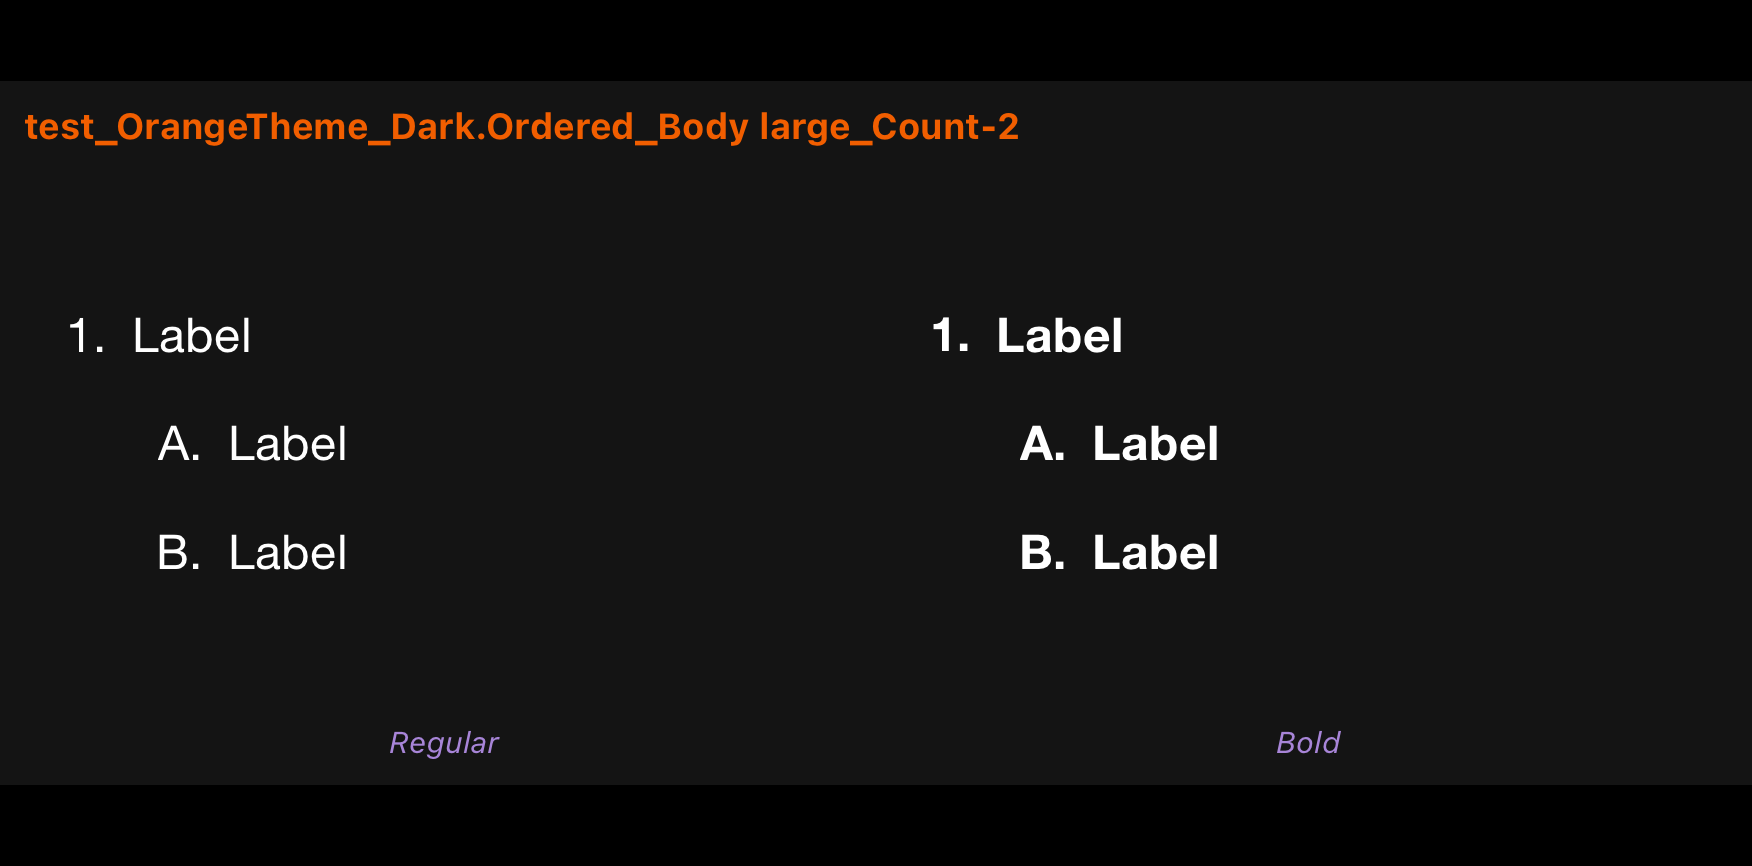 test_OrangeTheme_Dark.Ordered_Body large_Count-2
1. Label
A. Label
B. Label
Regular
1. Label
A. Label
B. Label
Bold